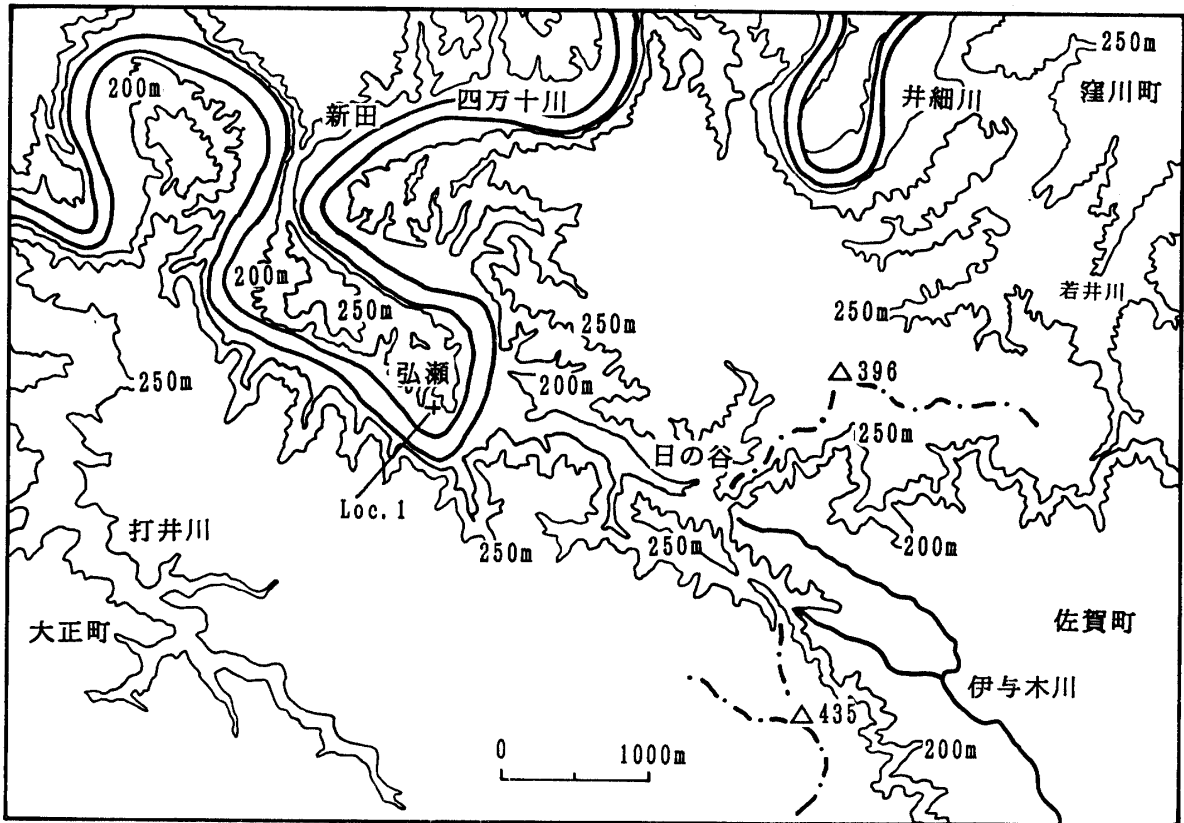 250m
窪川町
200m
新田
四万十川
井細川
200m
250m
若井川
250m
250m
弘瀬
200m
△396
250m
250m
日の谷
Loc.1
打井川
250m
250m
200m
大正町
佐賀町
伊与木川
△435
200m
0 1000m